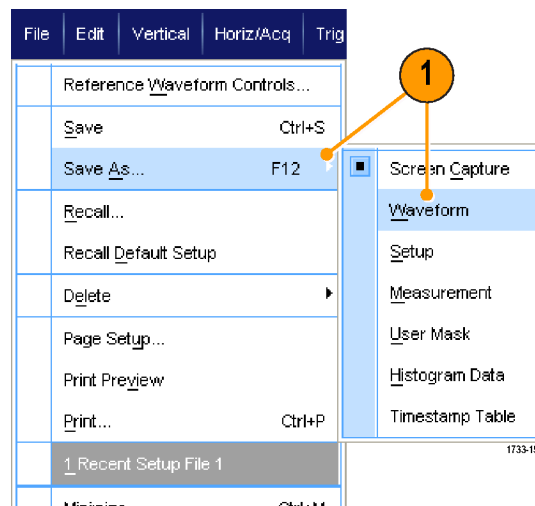 File Edit Vertical Horiz/Acq Trig
1
Reference Waveform Controls...
Save Ctrl+S
Save As... F12
Recall...
Recall Default Setup
Delete
Page Setup...
Print Preview
Print... Ctrl+P
1 Recent Setup File 1
Screen Capture
Waveform
Setup
Measurement
User Mask
Histogram Data
Timestamp Table